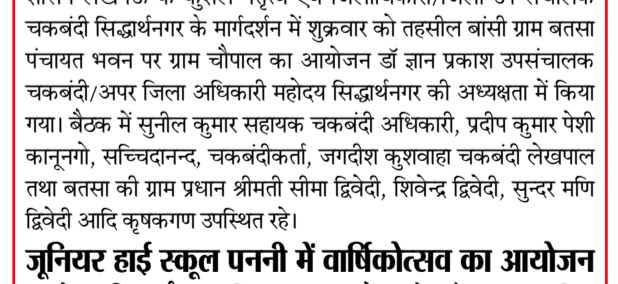 चकबंदी सिद्धार्थनगर के मार्गदर्शन में शुक्रवार को तहसील बांसी ग्राम बतसा
पंचायत भवन पर ग्राम चौपाल का आयोजन डॉ ज्ञान प्रकाश उपसंचालक
चकबंदी/अपर जिला अधिकारी महोदय सिद्धार्थनगर की अध्यक्षता में किया
गया। बैठक में सुनील कुमार सहायक चकबंदी अधिकारी, प्रदीप कुमार पेशी
कानूनगो, सच्चिदानन्द, चकबंदीकर्ता, जगदीश कुशवाहा चकबंदी लेखपाल
तथा बतसा की ग्राम प्रधान श्रीमती सीमा द्विवेदी, शिवेन्द्र द्विवेदी, सुन्दर मणि
द्विवेदी आदि कृषकगण उपस्थित रहे।
जूनियर हाई स्कूल पननी में वार्षिकोत्सव का आयोजन